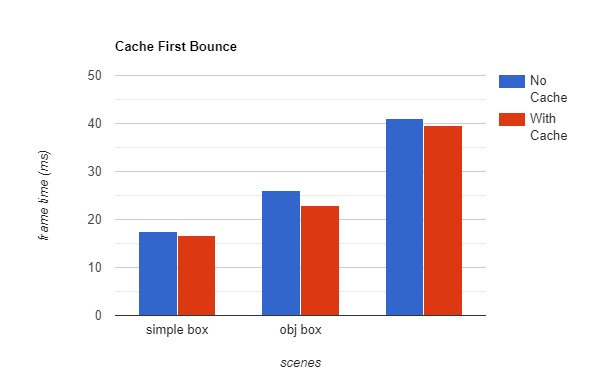 Cache First Bounce
50
40
30
20
10
0
frame time (ms)
simple box
obj box
scenes
No
Cache
With
Cache